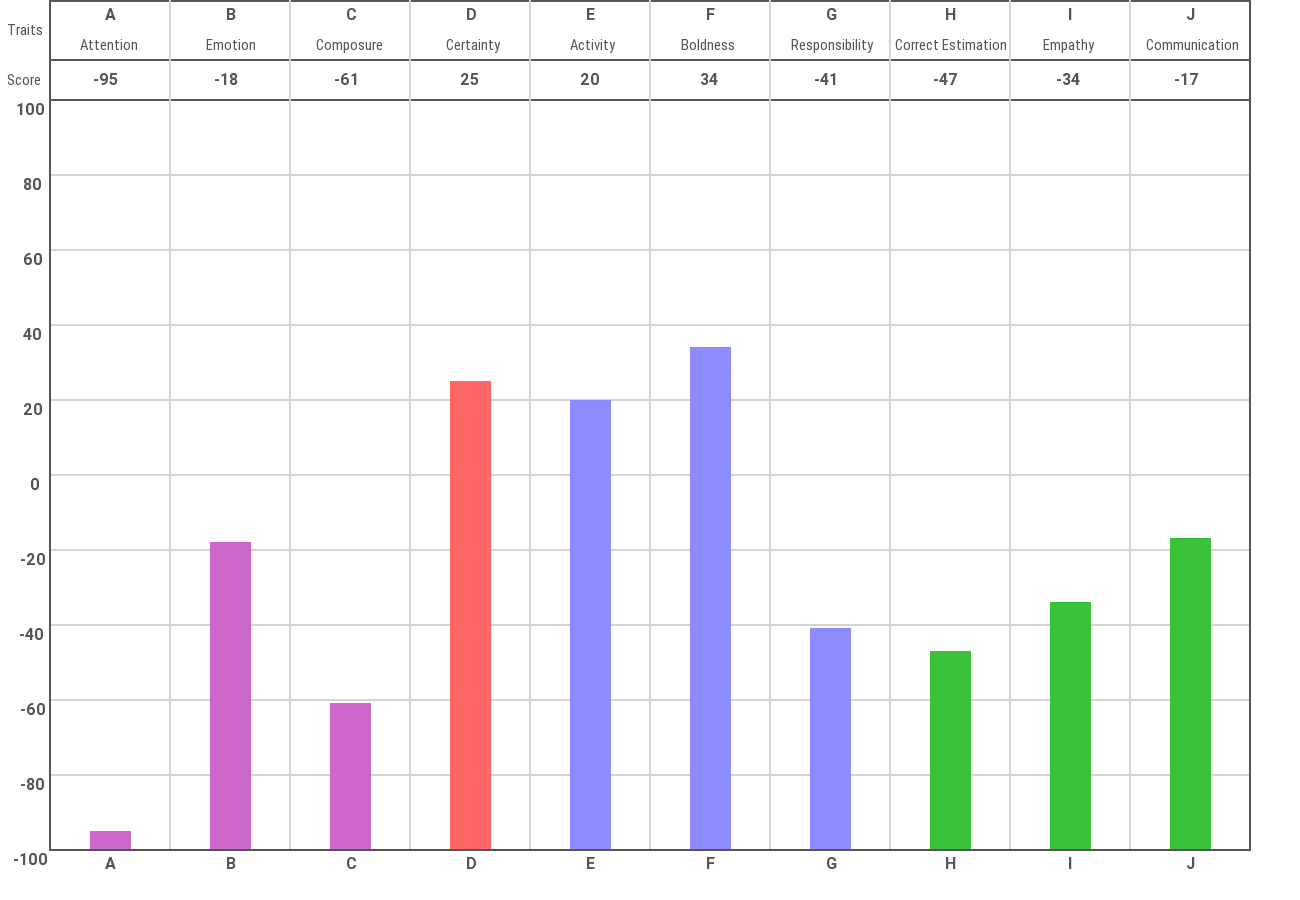 A B C D E F G H I J
Traits
Attention Emotion Composure Certainty Activity Boldness Responsibility Correct Estimation Empathy Communication
Score -95 -18 -61 25 20 34 -41 -47 -34 -17
100
80
60
40
20
0
-20
-40
-60
-80
-100
A B C D E F G H I J